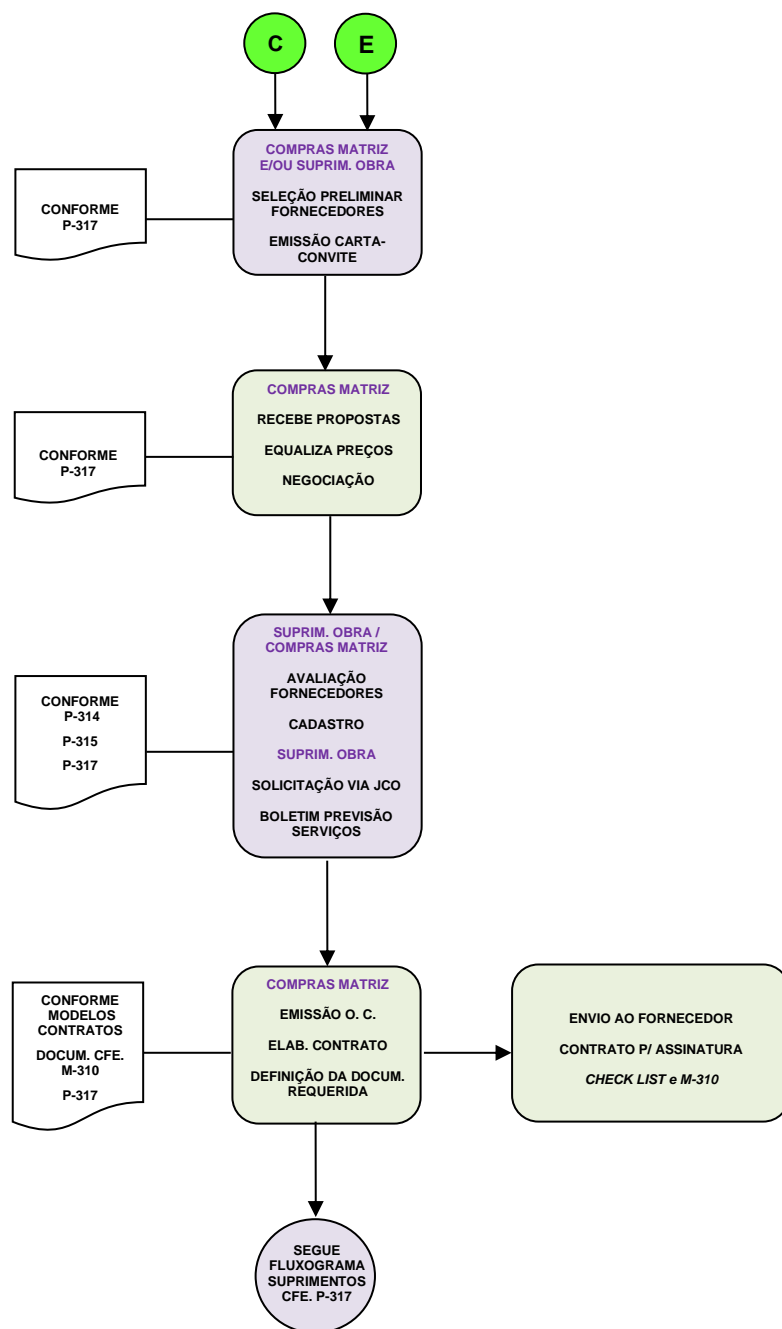 C
E
COMPRAS MATRIZ
E/OU SUPRIM. OBRA
SELEÇÃO PRELIMINAR
FORNECEDORES
EMISSÃO CARTA-
CONVITE
CONFORME
P-317
COMPRAS MATRIZ
RECEBE PROPOSTAS
EQUALIZA PREÇOS
NEGOCIAÇÃO
CONFORME
P-317
SUPRIM. OBRA /
COMPRAS MATRIZ
AVALIAÇÃO
FORNECEDORES
CADASTRO
SUPRIM. OBRA
SOLICITAÇÃO VIA JCO
BOLETIM PREVISÃO
SERVIÇOS
CONFORME
P-314
P-315
P-317
COMPRAS MATRIZ
EMISSÃO O. C.
ELAB. CONTRATO
DEFINIÇÃO DA DOCUM.
REQUERIDA
CONFORME
MODELOS
CONTRATOS
DOCUM. CFE.
M-310
P-317
ENVIO AO FORNECEDOR
CONTRATO P/ ASSINATURA
CHECK LIST e M-310
SEGUE
FLUXOGRAMA
SUPRIMENTOS
CFE. P-317